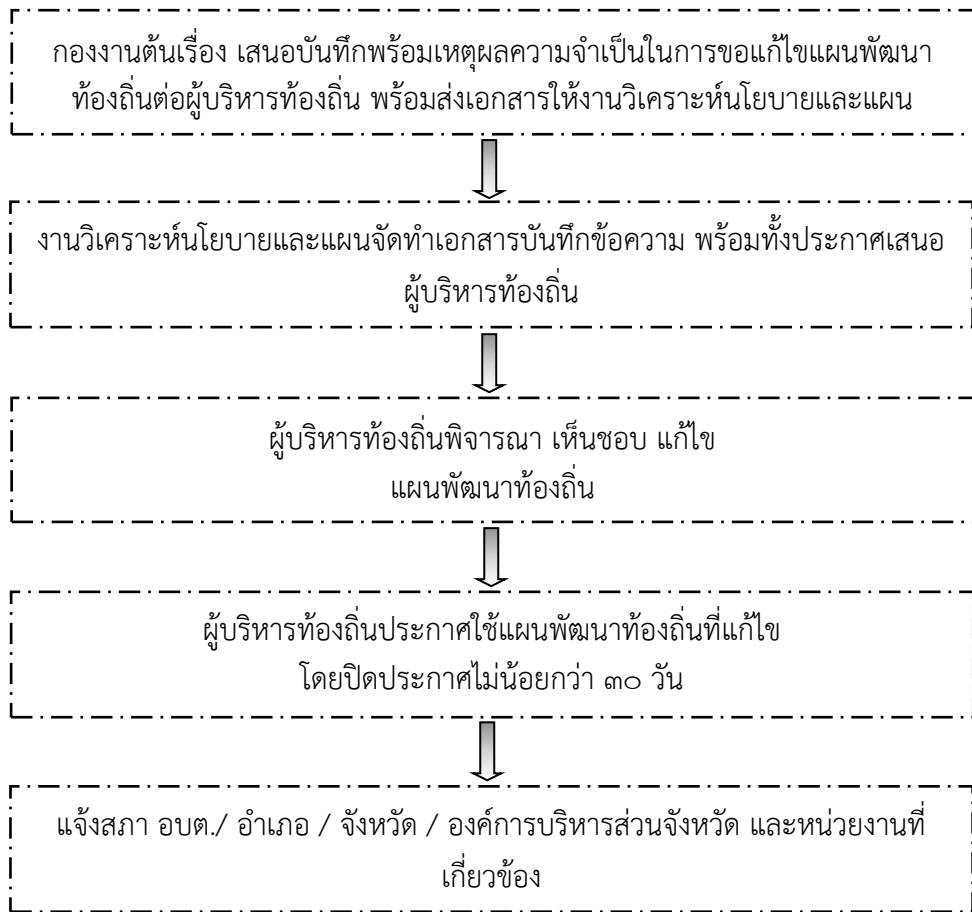 กองงานต้นเรื่อง เสนอบันทึกพร้อมเหตุผลความจำเป็นในการขอแก้ไขแผนพัฒนา
ท้องถิ่นต่อผู้บริหารท้องถิ่น พร้อมส่งเอกสารให้งานวิเคราะห์นโยบายและแผน
งานวิเคราะห์นโยบายและแผนจัดทำเอกสารบันทึกข้อความ พร้อมทั้งประกาศเสนอ
ผู้บริหารท้องถิ่น
ผู้บริหารท้องถิ่นพิจารณา เห็นชอบ แก้ไข
แผนพัฒนาท้องถิ่น
ผู้บริหารท้องถิ่นประกาศใช้แผนพัฒนาท้องถิ่นที่แก้ไข
โดยปิดประกาศไม่น้อยกว่า ๓๐ วัน
แจ้งสภา อบต./ อำเภอ / จังหวัด / องค์การบริหารส่วนจังหวัด และหน่วยงานที่
เกี่ยวข้อง